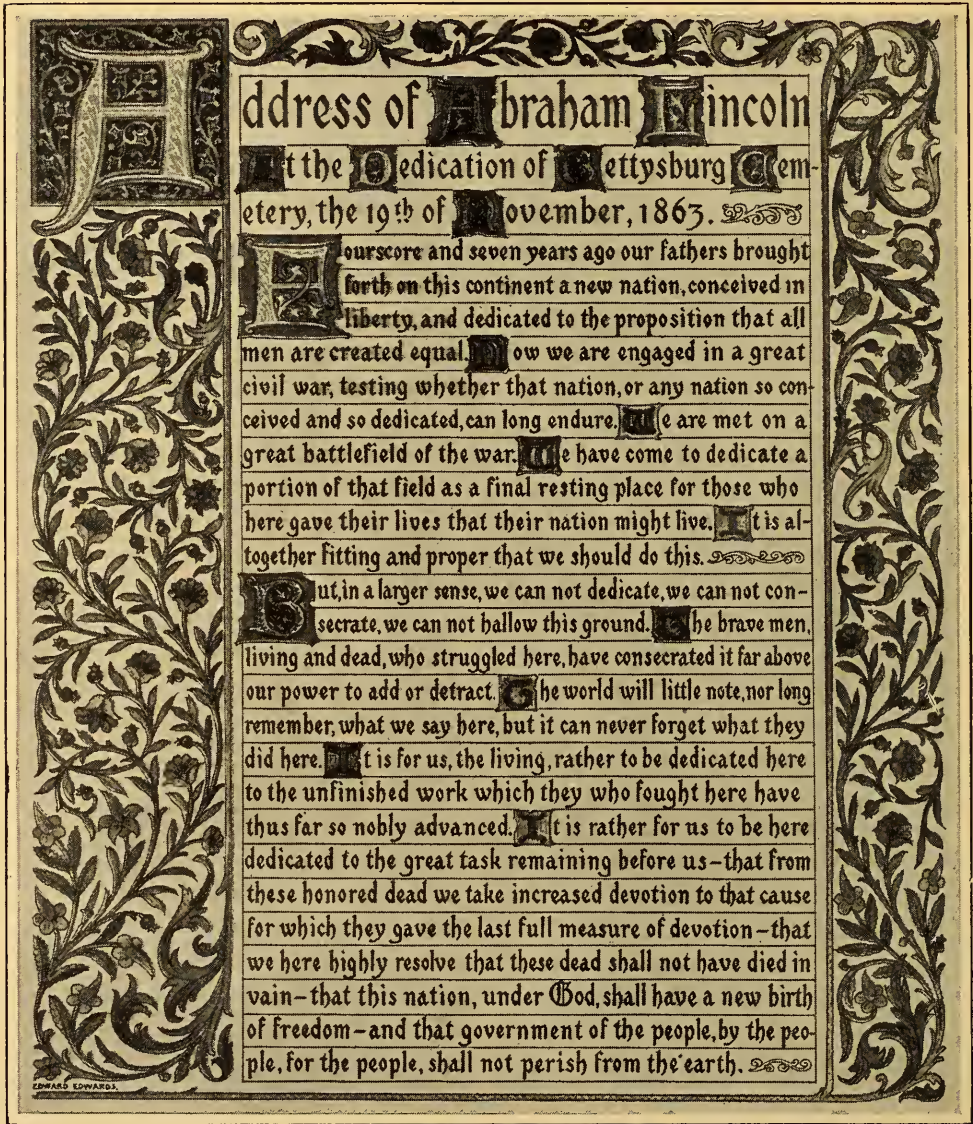 Address of Abraham Lincoln
At the Dedication of Gettysburg Cem-
etery, the 19th of November, 1863.
Fourscore and seven years ago our fathers brought
forth on this continent a new nation, conceived in
liberty, and dedicated to the proposition that all
men are created equal. Now we are engaged in a great
civil war, testing whether that nation, or any nation so con-
ceived and so dedicated, can long endure. We are met on a
great battlefield of the war. We have come to dedicate a
portion of that field as a final resting place for those who
here gave their lives that their nation might live. It is al-
together fitting and proper that we should do this.
But, in a larger sense, we can not dedicate, we can not con-
secrate, we can not hallow this ground. The brave men,
living and dead, who struggled here, have consecrated it far above
our power to add or detract. The world will little note, nor long
remember, what we say here, but it can never forget what they
did here. It is for us, the living, rather to be dedicated here
to the unfinished work which they who fought here have
thus far so nobly advanced. It is rather for us to be here
dedicated to the great task remaining before us-that from
these honored dead we take increased devotion to that cause
for which they gave the last full measure of devotion-that
we here highly resolve that these dead shall not have died in
vain-that this nation, under God, shall have a new birth
of freedom-and that government of the people, by the peo-
ple, for the people, shall not perish from the earth.
EDWARD EDWARDS.